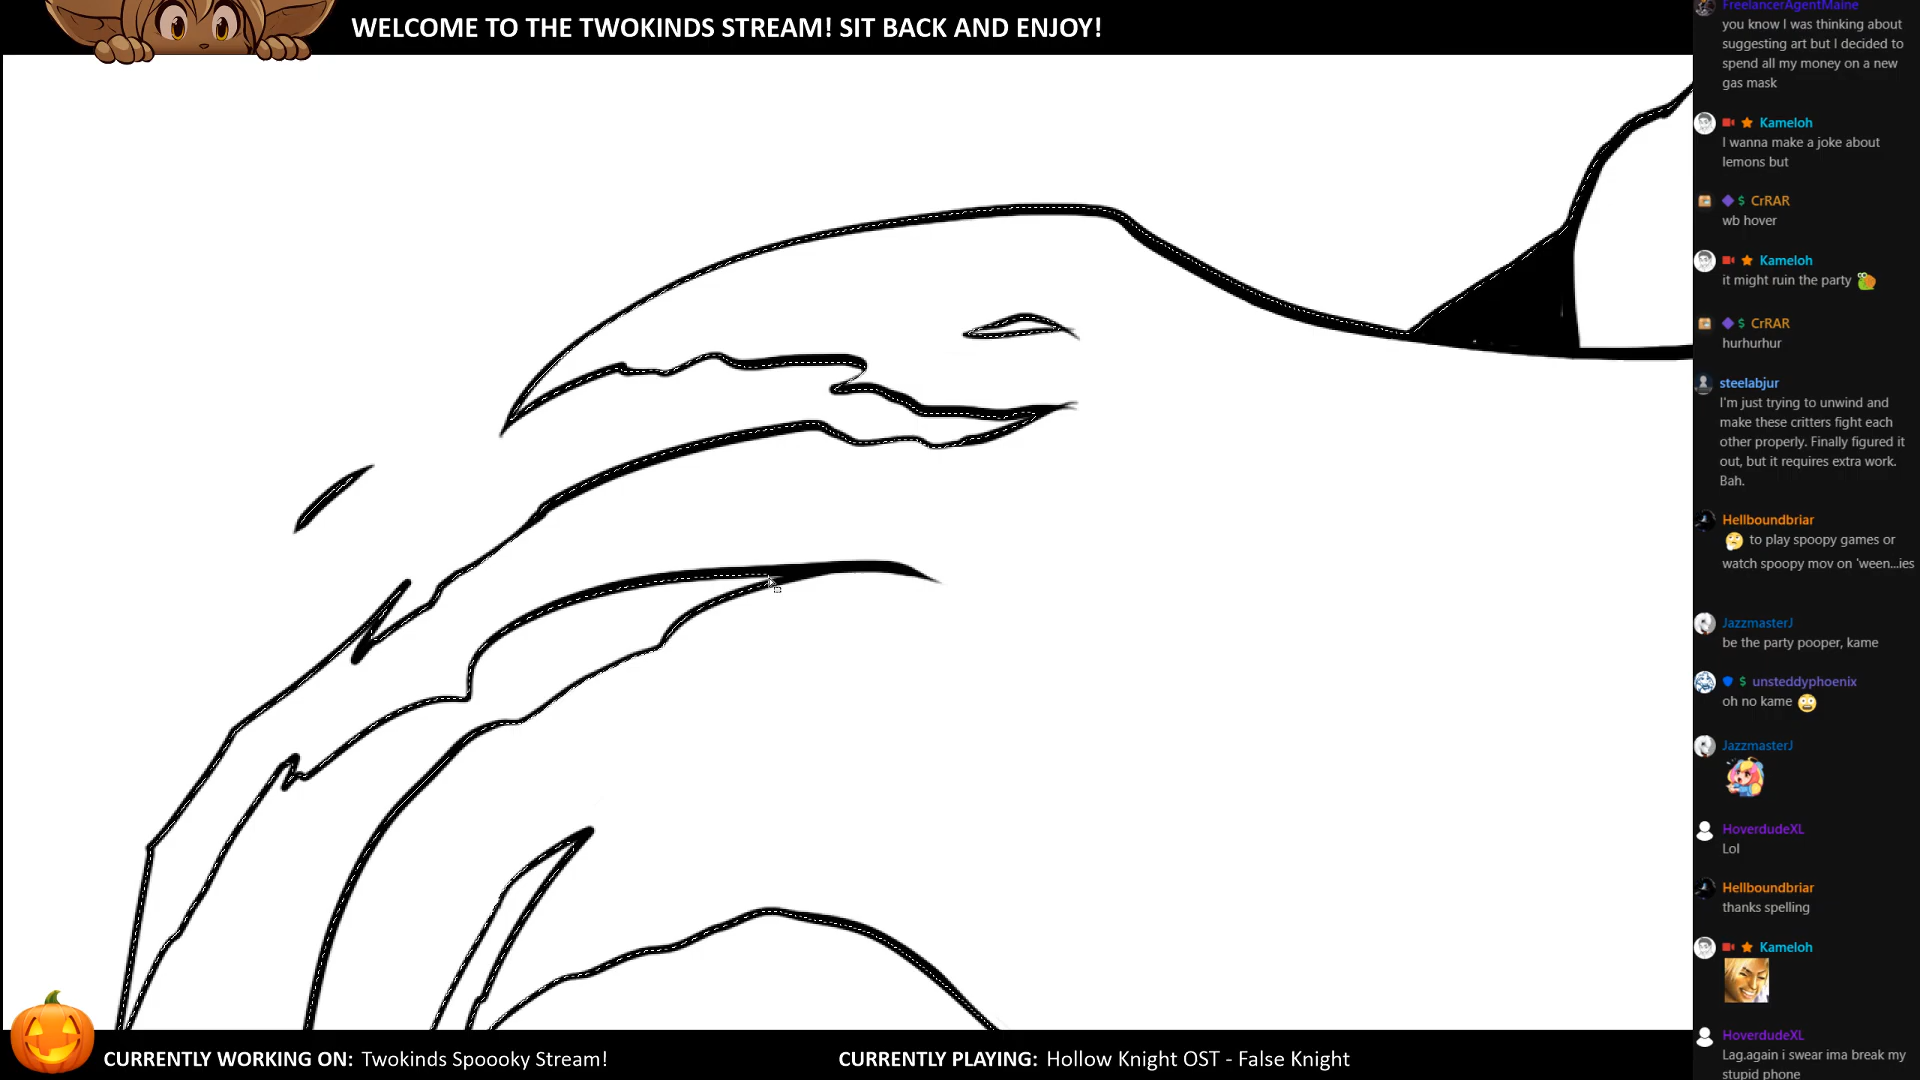 WELCOME TO THE TWOKINDS STREAM! SIT BACK AND ENJOY!
FreelancerAgentMaine
you know I was thinking about
suggesting art but I decided to
spend all my money on a new
gas mask
Kameloh
I wanna make a joke about
lemons but
$ CrRAR
wb hover
Kameloh
it might ruin the party
$ CrRAR
hurhurhur
steelabjur
I'm just trying to unwind and
make these critters fight each
other properly. Finally figured it
out, but it requires extra work.
Bah.
Hellboundbriar
to play spoopy games or
watch spoopy mov on 'ween...ies
JazzmasterJ
be the party pooper, kame
$ unsteddyphoenix
oh no kame
JazzmasterJ
HoverdudeXL
Lol
Hellboundbriar
thanks spelling
Kameloh
HoverdudeXL
Lag.again i swear ima break my
stupid phone
CURRENTLY WORKING ON: Twokinds Spoooky Stream!
CURRENTLY PLAYING: Hollow Knight OST - False Knight